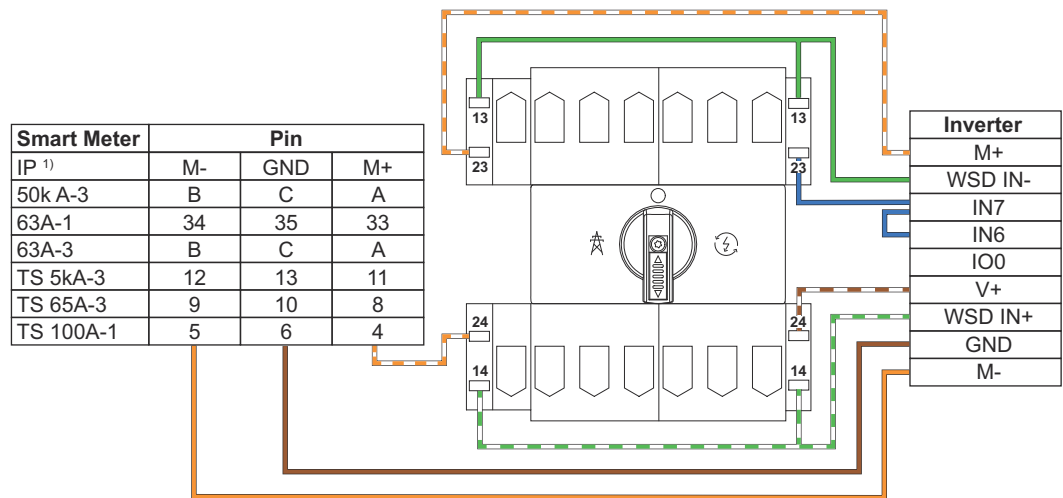 Smart Meter Pin
IP 1) M- GND M+
50k A-3 B C A
63A-1 34 35 33
63A-3 B C A
TS 5kA-3 12 13 11
TS 65A-3 9 10 8
TS 100A-1 5 6 4
13 13
23 23
24 24
14 14
Inverter
M+
WSD IN-
IN7
IN6
IO0
V+
WSD IN+
GND
M-